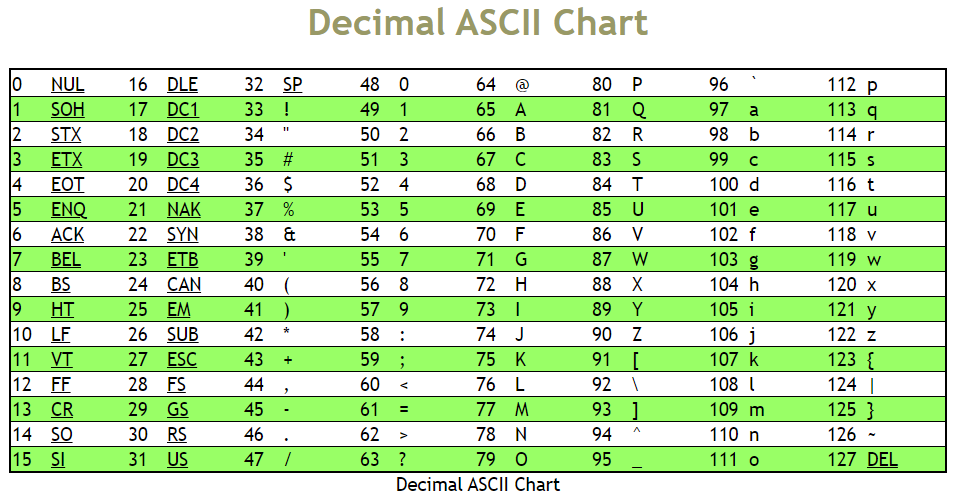 Decimal ASCII Chart
0 NUL 16 DLE 32 SP 48 0 64 @ 80 P 96 ` 112 p
1 SOH 17 DC1 33 ! 49 1 65 A 81 Q 97 a 113 q
2 STX 18 DC2 34 " 50 2 66 B 82 R 98 b 114 r
3 ETX 19 DC3 35 # 51 3 67 C 83 S 99 c 115 s
4 EOT 20 DC4 36 $ 52 4 68 D 84 T 100 d 116 t
5 ENQ 21 NAK 37 % 53 5 69 E 85 U 101 e 117 u
6 ACK 22 SYN 38 & 54 6 70 F 86 V 102 f 118 v
7 BEL 23 ETB 39 ' 55 7 71 G 87 W 103 g 119 w
8 BS 24 CAN 40 ( 56 8 72 H 88 X 104 h 120 x
9 HT 25 EM 41 ) 57 9 73 I 89 Y 105 i 121 y
10 LF 26 SUB 42 * 58 : 74 J 90 Z 106 j 122 z
11 VT 27 ESC 43 + 59 ; 75 K 91 [ 107 k 123 {
12 FF 28 FS 44 , 60 < 76 L 92 \ 108 l 124 |
13 CR 29 GS 45 - 61 = 77 M 93 ] 109 m 125 }
14 SO 30 RS 46 . 62 > 78 N 94 ^ 110 n 126 ~
15 SI 31 US 47 / 63 ? 79 O 95 _ 111 o 127 DEL
Decimal ASCII Chart